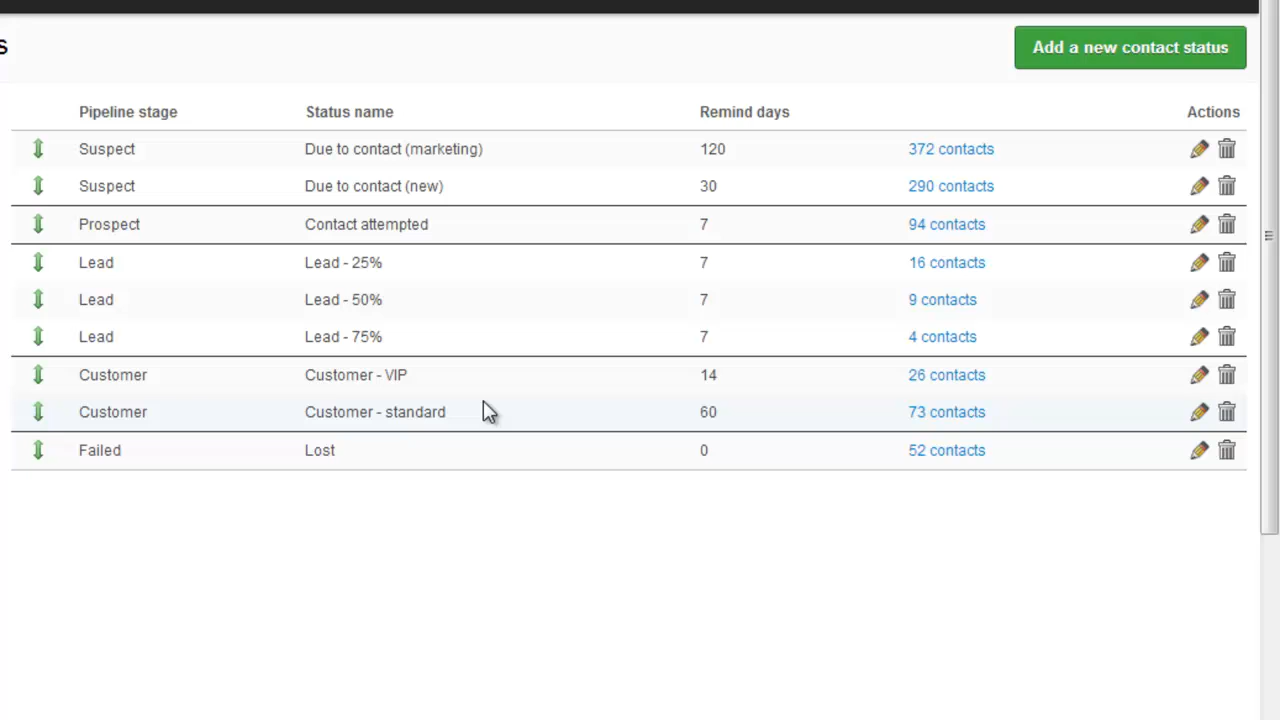 s
Add a new contact status
Pipeline stage Status name Remind days Actions
Suspect Due to contact (marketing) 120 372 contacts
Suspect Due to contact (new) 30 290 contacts
Prospect Contact attempted 7 94 contacts
Lead Lead - 25% 7 16 contacts
Lead Lead - 50% 7 9 contacts
Lead Lead - 75% 7 4 contacts
Customer Customer - VIP 14 26 contacts
Customer Customer - standard 60 73 contacts
Failed Lost 0 52 contacts